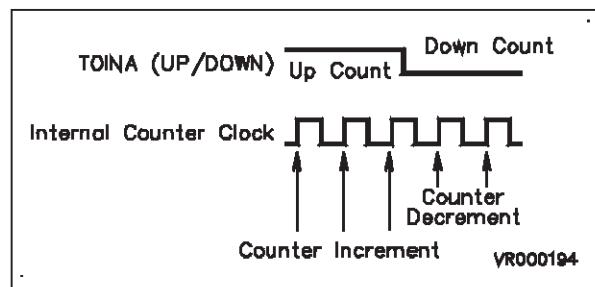 TOINA (UP/DOWN)
Down Count
Up Count
Internal Counter Clock
Counter
Decrement
Counter Increment
VR000194